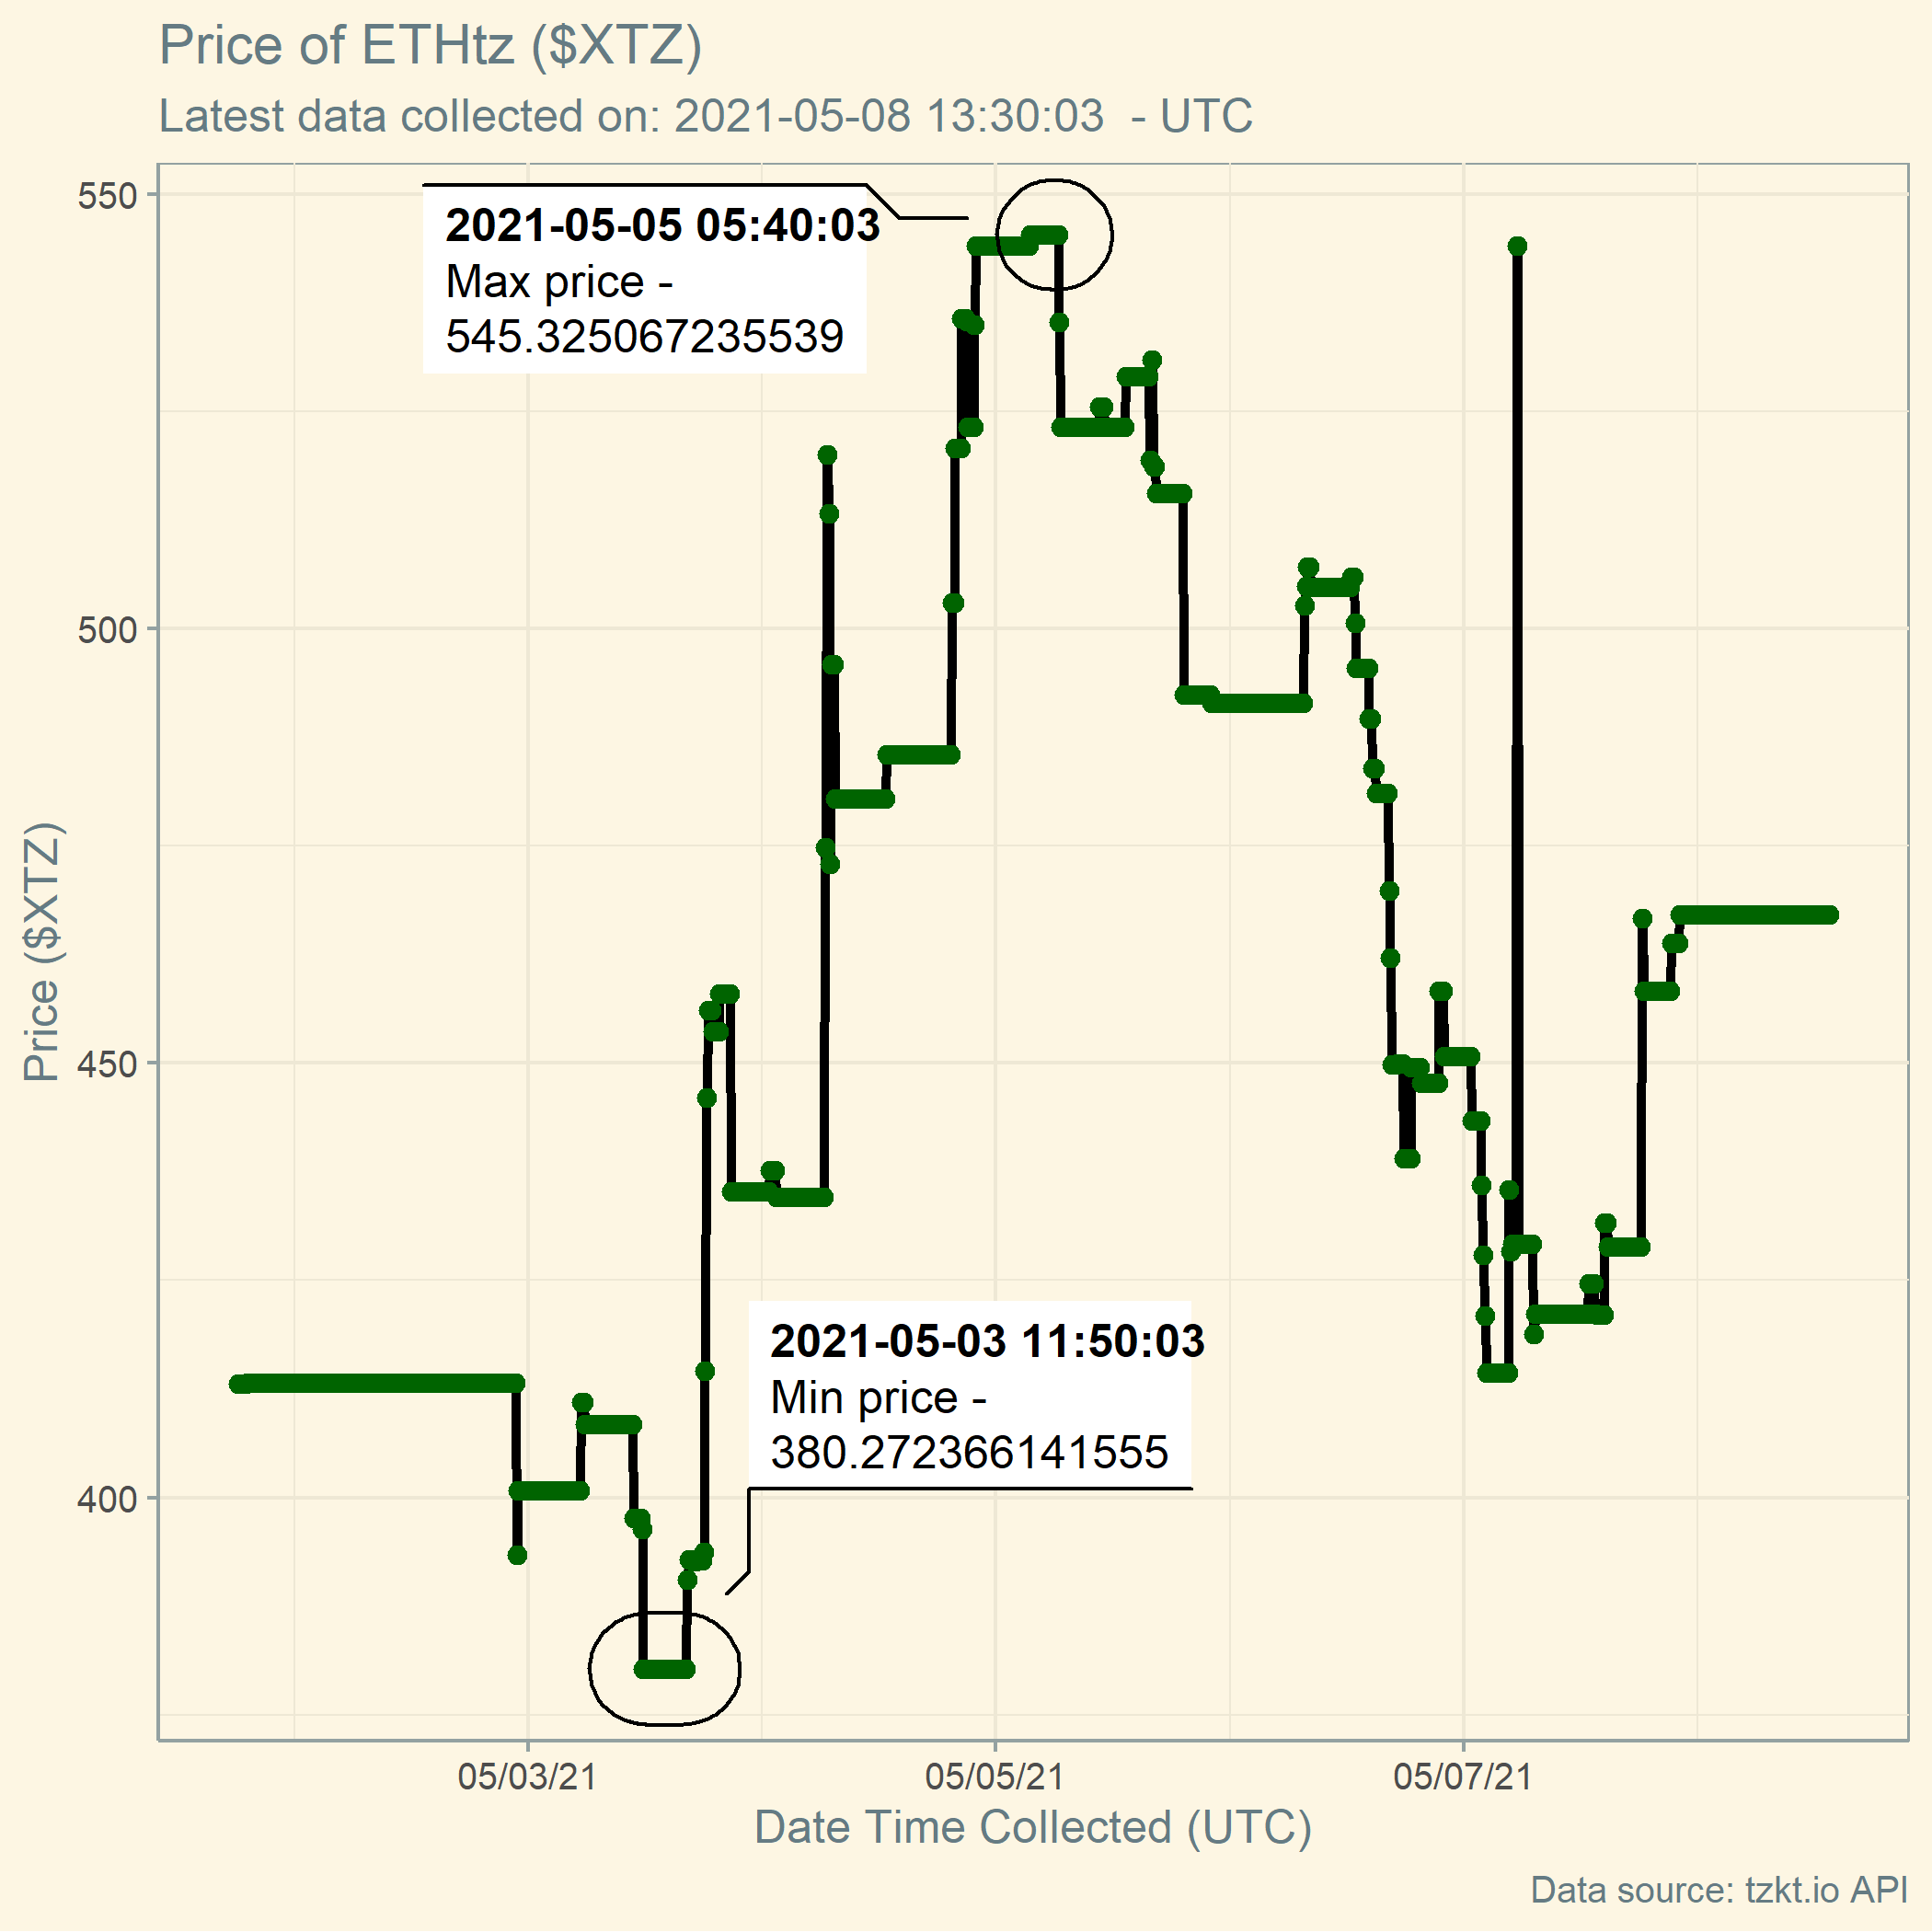 Price of ETHtz ($XTZ)
Latest data collected on: 2021-05-08 13:30:03  - UTC
550
500
450
400
Price ($XTZ)
2021-05-05 05:40:03
Max price -
545.325067235539
2021-05-03 11:50:03
Min price -
380.272366141555
05/03/21
05/05/21
05/07/21
Date Time Collected (UTC)
Data source: tzkt.io API